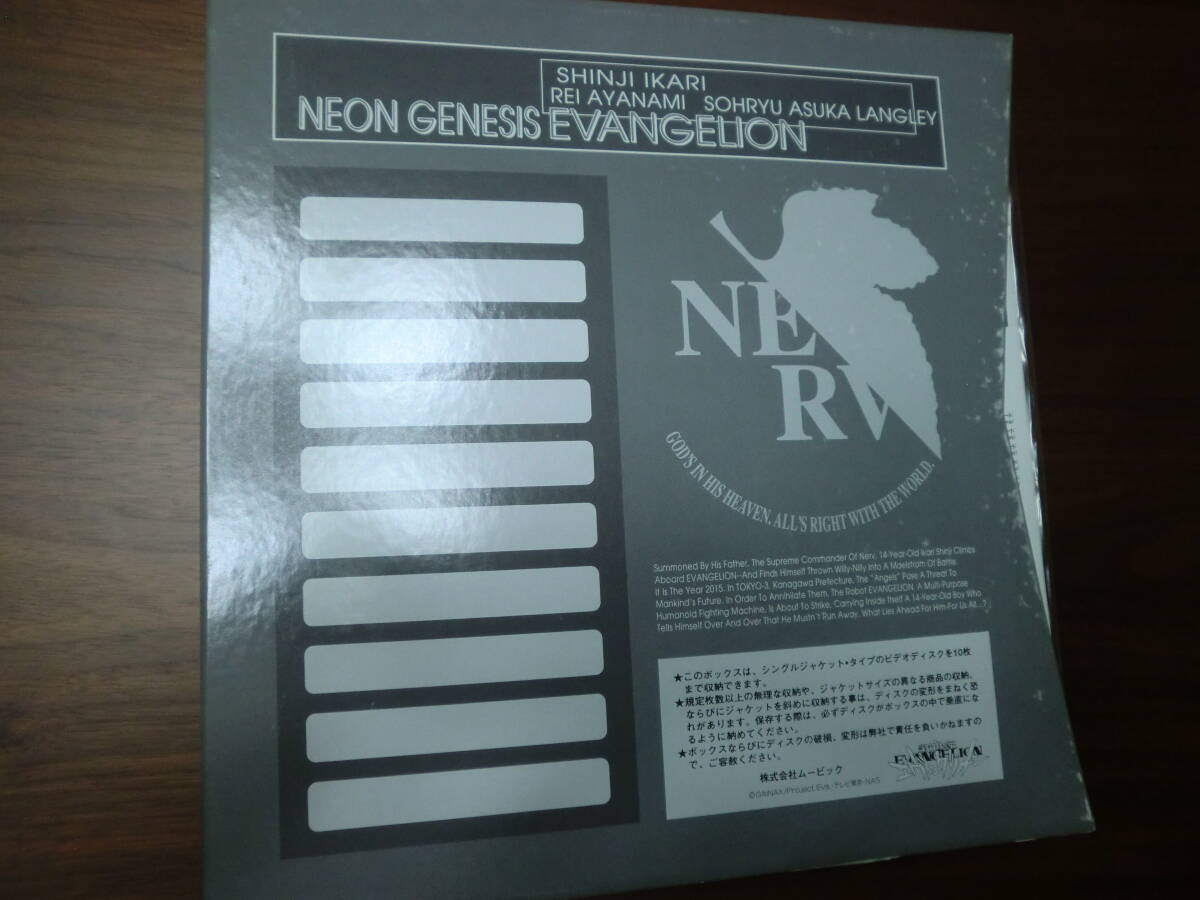 SHINJI IKARI
REI AYANAMI SOHRYU ASUKA LANGLEY
NEON GENESIS EVANGELION
NERV
GOD'S IN HIS HEAVEN. ALL'S RIGHT WITH THE WORLD.
Summoned By His Father, The Supreme Commander Of Nerv, 14-Year-Old Ikari Shinji Climbs
Aboard EVANGELION--And Finds Himself Thrown Willy-Nilly Into A Maelstrom Of Battle.
It Is The Year 2015. In TOKYO-3, Kanagawa Prefecture, The "Angels" Pose A Threat To
Mankind's Future. In Order To Annihilate Them, The Robot EVANGELION, A Multi-Purpose
Humanoid Fighting Machine, Is About To Strike, Carrying Inside Itself A 14-Year-Old Boy Who
Tells Himself Over And Over That He Mustn't Run Away. What Lies Ahead For Him-For Us All...?
★このボックスは、シングルジャケット・タイプのビデオディスクを10枚
まで収納できます。
★規定枚数以上の無理な収納や、ジャケットサイズの異なる商品の収納、
ならびにジャケットを斜めに収納する事は、ディスクの変形をまねく恐
れがあります。保存する際は、必ずディスクがボックスの中で垂直にな
るように納めてください。
★ボックスならびにディスクの破損、変形は弊社で責任を負いかねますの
で、ご容赦ください。
株式会社ムービック
©GAINAX/Project Eva・テレビ東京・NAS
EVANGELION